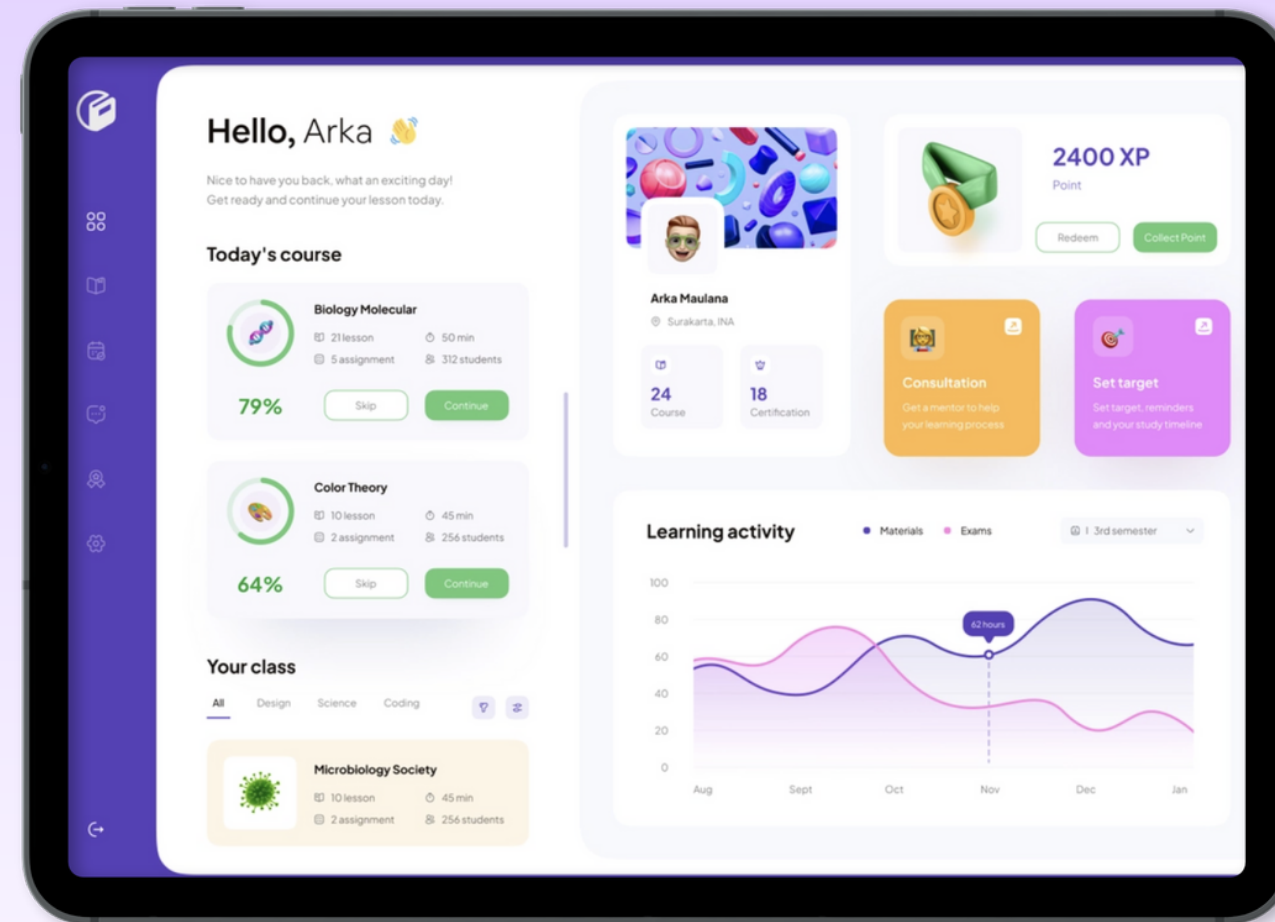 Hello, Arka
Nice to have you back, what an exciting day!
Get ready and continue your lesson today.
Today's course
Biology Molecular
21 lesson
50 min
5 assignment
312 students
79%
Skip
Continue
Color Theory
10 lesson
45 min
2 assignment
256 students
64%
Skip
Continue
Your class
All
Design
Science
Coding
Microbiology Society
10 lesson
45 min
2 assignment
256 students
Arka Maulana
Surakarta, INA
24
Course
18
Certification
2400 XP
Point
Redeem
Collect Point
Consultation
Get a mentor to help
your learning process
Set target
Set target, reminders
and your study timeline
Learning activity
Materials
Exams
3rd semester
100
80
60
40
20
0
62 hours
Aug
Sept
Oct
Nov
Dec
Jan